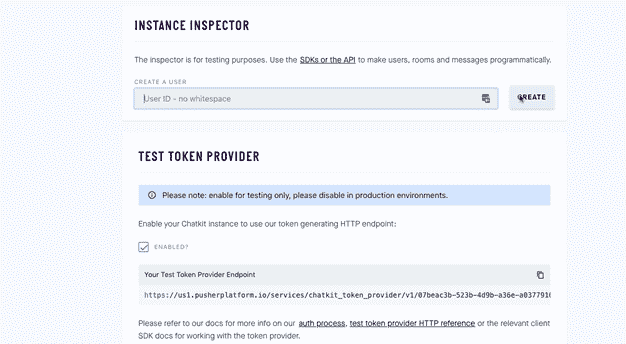 INSTANCE INSPECTOR
The inspector is for testing purposes. Use the SDKs or the API to make users, rooms and messages programmatically.
CREATE A USER
User ID - no whitespace
CREATE
TEST TOKEN PROVIDER
Please note: enable for testing only, please disable in production environments.
Enable your Chatkit instance to use our token generating HTTP endpoint:
ENABLED?
Your Test Token Provider Endpoint
https://us1.pusherplatform.io/services/chatkit_token_provider/v1/07beac3b-523b-4d9b-a36e-a0377910
Please refer to our docs for more info on our auth process, test token provider HTTP reference or the relevant client
SDK docs for working with the token provider.